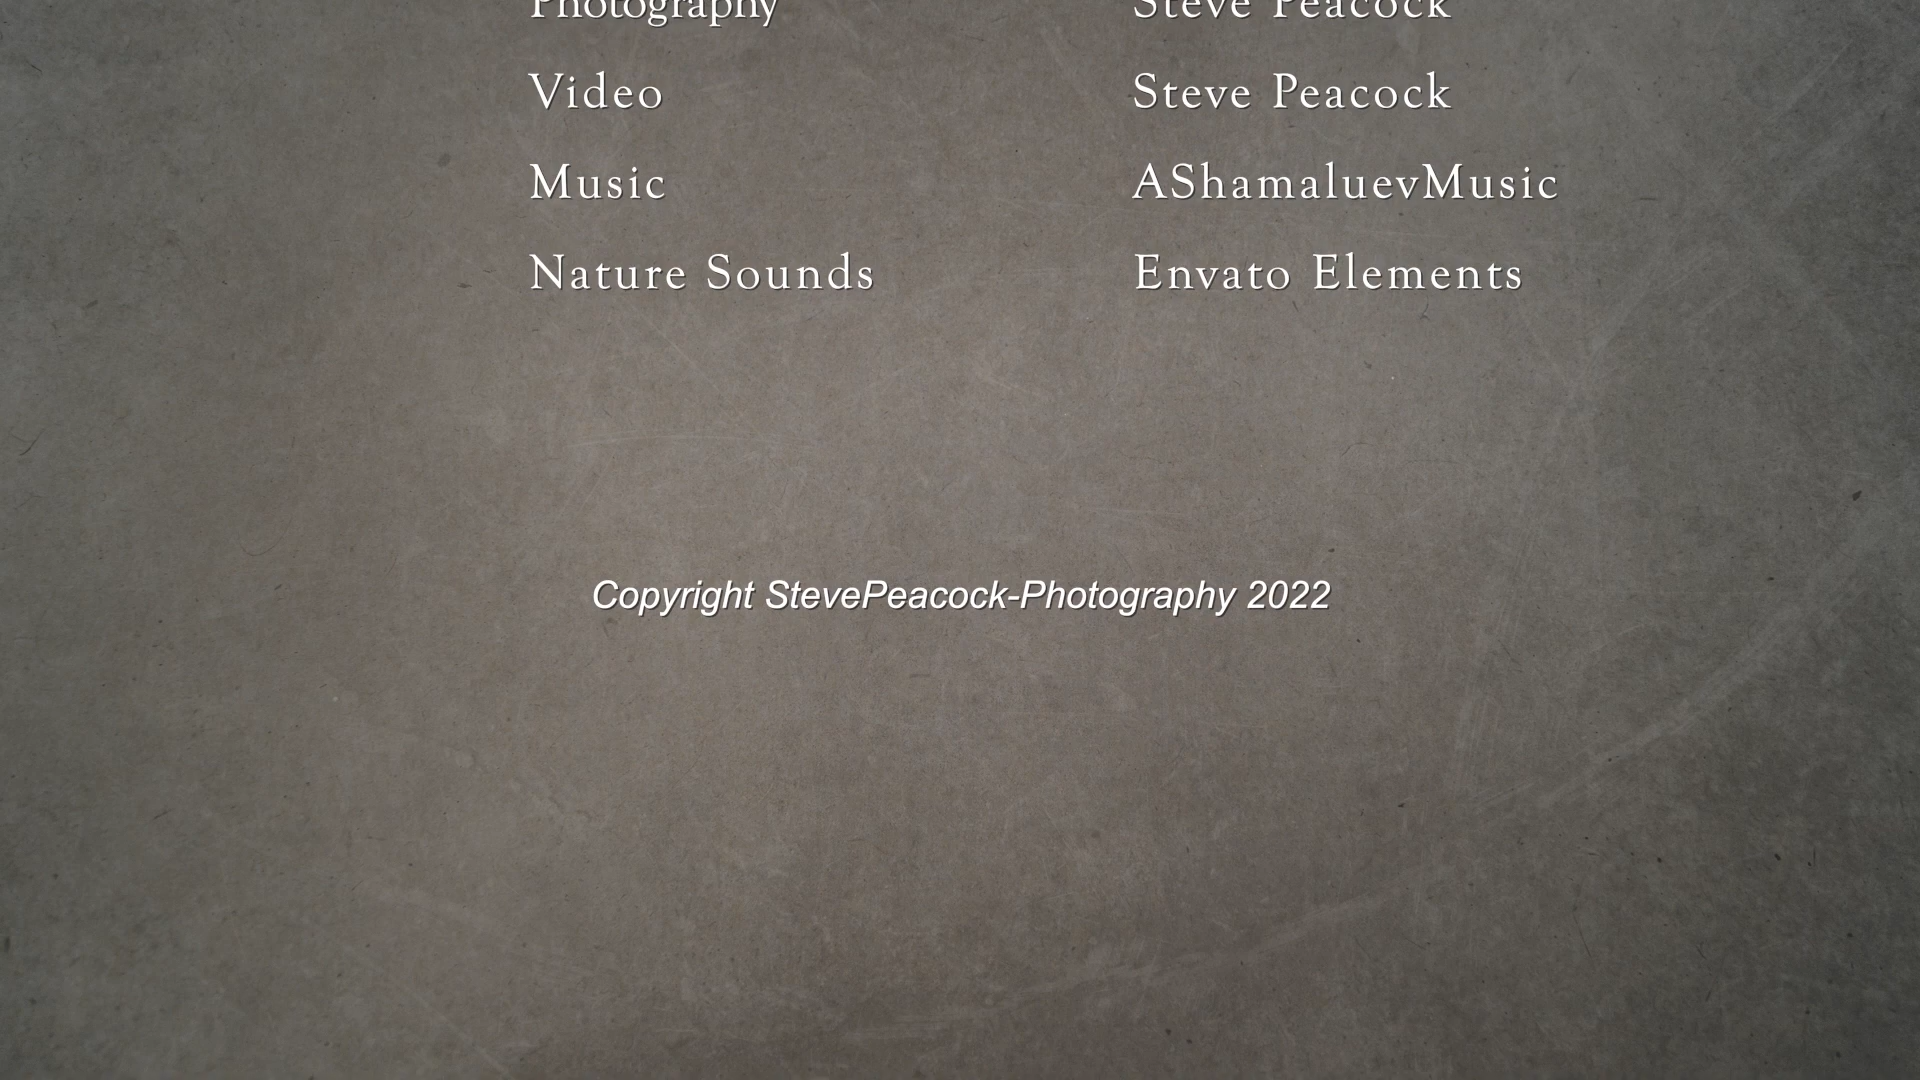 Photography Steve Peacock
Video Steve Peacock
Music AShamaluevMusic
Nature Sounds Envato Elements
Copyright StevePeacock-Photography 2022